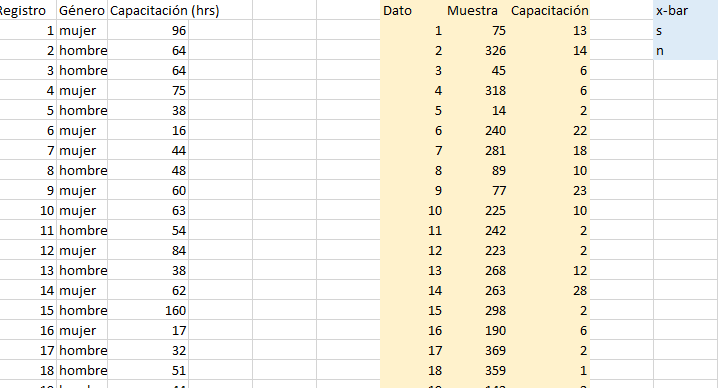 Registro Género Capacitación (hrs) Dato Muestra Capacitación x-bar
1 mujer 96 1 75 13 s
2 hombre 64 2 326 14 n
3 hombre 64 3 45 6
4 mujer 75 4 318 6
5 hombre 38 5 14 2
6 mujer 16 6 240 22
7 mujer 44 7 281 18
8 hombre 48 8 89 10
9 mujer 60 9 77 23
10 mujer 63 10 225 10
11 hombre 54 11 242 2
12 mujer 84 12 223 2
13 hombre 38 13 268 12
14 mujer 62 14 263 28
15 hombre 160 15 298 2
16 mujer 17 16 190 6
17 hombre 32 17 369 2
18 hombre 51 18 359 1